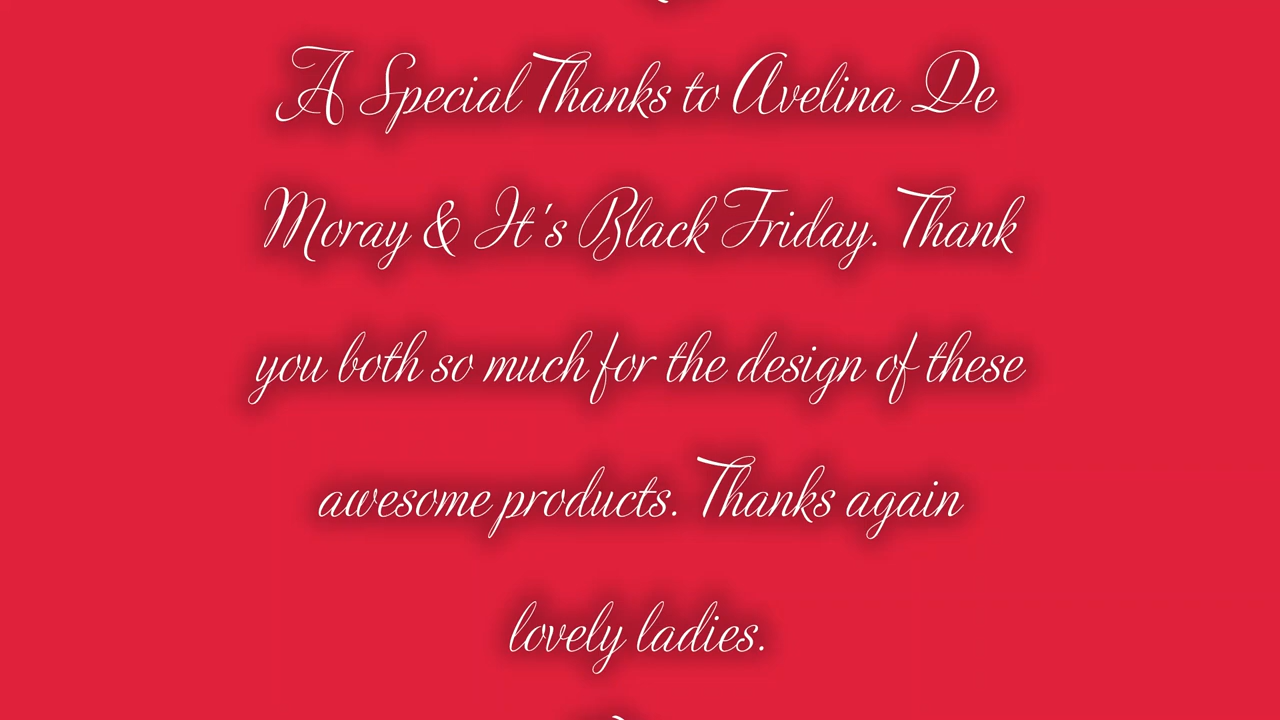 A Special Thanks to Avelina De
Moray & It's Black Friday. Thank
you both so much for the design of these
awesome products. Thanks again
lovely ladies.